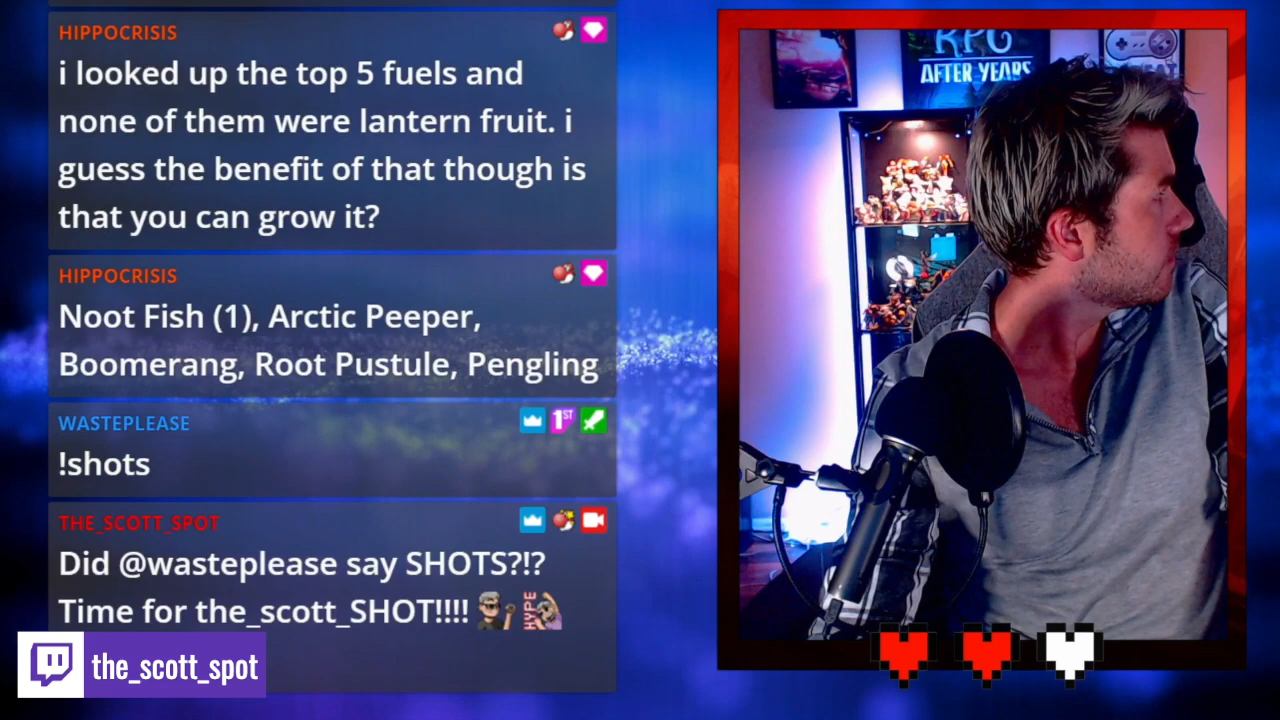 HIPPOCRISIS
i looked up the top 5 fuels and
none of them were lantern fruit. i
guess the benefit of that though is
that you can grow it?
HIPPOCRISIS
Noot Fish (1), Arctic Peeper,
Boomerang, Root Pustule, Pengling
WASTEPLEASE
1ST
!shots
THE_SCOTT_SPOT
Did @wasteplease say SHOTS?!?
Time for the_scott_SHOT!!!!
HYPE
the_scott_spot
RPG
AFTER YEARS